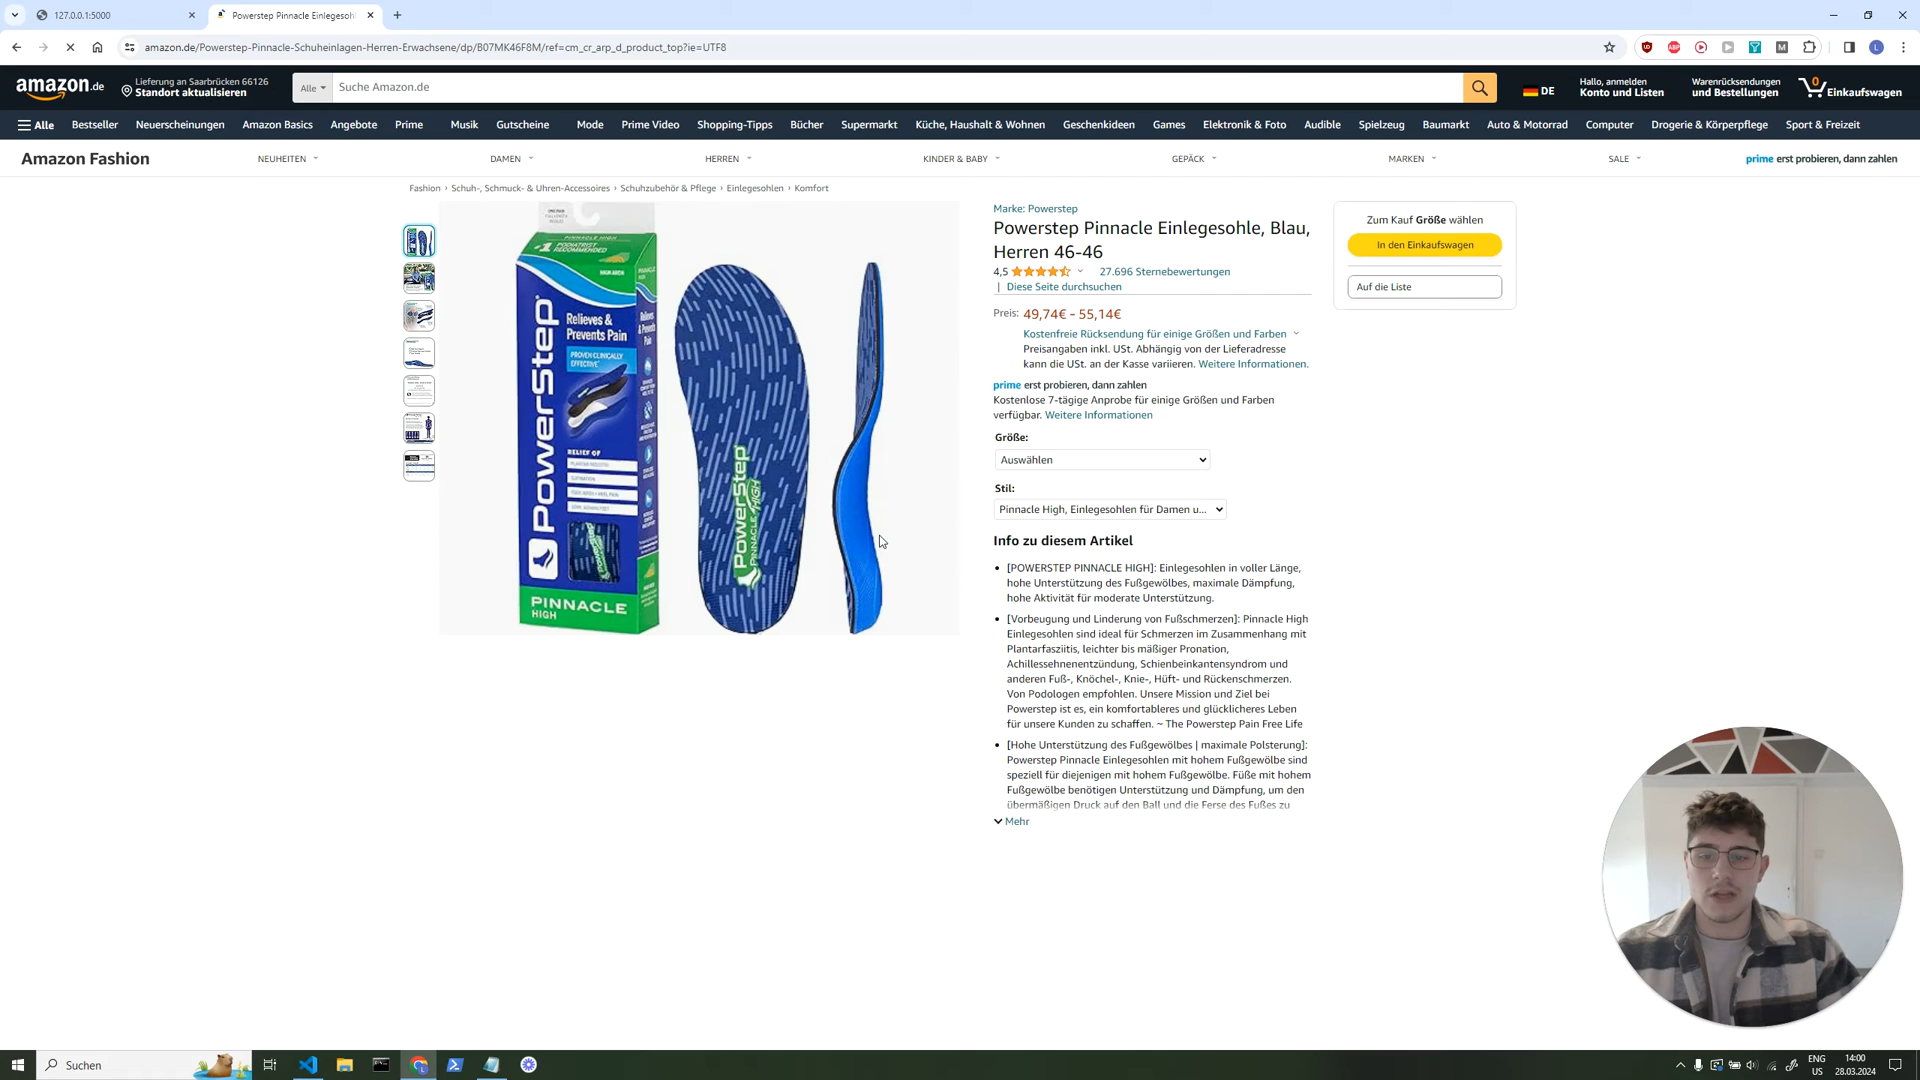 127.0.0.1:5000
Powerstep Pinnacle Einlegesohl
amazon.de/Powerstep-Pinnacle-Schuheinlagen-Herren-Erwachsene/dp/B07MK46F8M/ref=cm_cr_arp_d_product_top?ie=UTF8
amazon.de
Lieferung an Saarbrücken 66126
Standort aktualisieren
Alle
Suche Amazon.de
DE
Hallo, anmelden
Konto und Listen
Warenrücksendungen
und Bestellungen
0
Einkaufswagen
Alle Bestseller Neuerscheinungen Amazon Basics Angebote Prime Musik Gutscheine Mode Prime Video Shopping-Tipps Bücher Supermarkt Küche, Haushalt & Wohnen Geschenkideen Games Elektronik & Foto Audible Spielzeug Baumarkt Auto & Motorrad Computer Drogerie & Körperpflege Sport & Freizeit
Amazon Fashion NEUHEITEN DAMEN HERREN KINDER & BABY GEPÄCK MARKEN SALE prime erst probieren, dann zahlen
Fashion › Schuh-, Schmuck- & Uhren-Accessoires › Schuhzubehör & Pflege › Einlegesohlen › Komfort
PINNACLE HIGH
#1 PODIATRIST
RECOMMENDED
HIGH ARCH
Relieves &
Prevents Pain
PROVEN CLINICALLY
EFFECTIVE
POWERSTEP
RELIEF OF
PINNACLE
HIGH
POWERSTEP
PINNACLE HIGH
Marke: Powerstep
Powerstep Pinnacle Einlegesohle, Blau,
Herren 46-46
4,5 27.696 Sternebewertungen
| Diese Seite durchsuchen
Preis: 49,74€ - 55,14€
Kostenfreie Rücksendung für einige Größen und Farben
Preisangaben inkl. USt. Abhängig von der Lieferadresse
kann die USt. an der Kasse variieren. Weitere Informationen.
prime erst probieren, dann zahlen
Kostenlose 7-tägige Anprobe für einige Größen und Farben
verfügbar. Weitere Informationen
Größe:
Auswählen
Stil:
Pinnacle High, Einlegesohlen für Damen u...
Info zu diesem Artikel
• [POWERSTEP PINNACLE HIGH]: Einlegesohlen in voller Länge,
hohe Unterstützung des Fußgewölbes, maximale Dämpfung,
hohe Aktivität für moderate Unterstützung.
• [Vorbeugung und Linderung von Fußschmerzen]: Pinnacle High
Einlegesohlen sind ideal für Schmerzen im Zusammenhang mit
Plantarfasziitis, leichter bis mäßiger Pronation,
Achillessehnenentzündung, Schienbeinkantensyndrom und
anderen Fuß-, Knöchel-, Knie-, Hüft- und Rückenschmerzen.
Von Podologen empfohlen. Unsere Mission und Ziel bei
Powerstep ist es, ein komfortableres und glücklicheres Leben
für unsere Kunden zu schaffen. ~ The Powerstep Pain Free Life
• [Hohe Unterstützung des Fußgewölbes | maximale Polsterung]:
Powerstep Pinnacle Einlegesohlen mit hohem Fußgewölbe sind
speziell für diejenigen mit hohem Fußgewölbe. Füße mit hohem
Fußgewölbe benötigen Unterstützung und Dämpfung, um den
übermäßigen Druck auf den Ball und die Ferse des Fußes zu
Mehr
Zum Kauf Größe wählen
In den Einkaufswagen
Auf die Liste
Suchen
ENG
US
14:00
28.03.2024